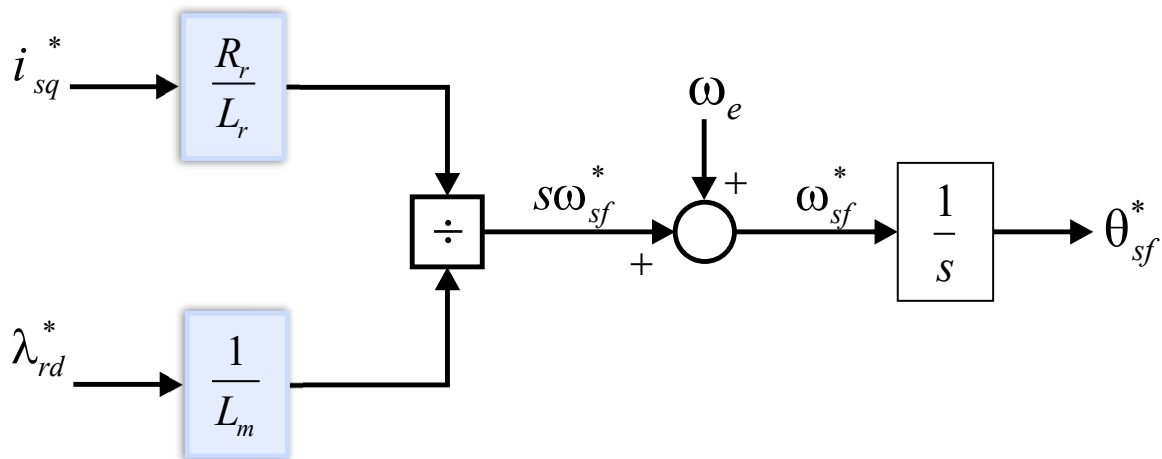 i*sq
Rr
Lr
ωe
÷
sω*sf
+
+
ω*sf
1
s
θ*sf
λ*rd
1
Lm